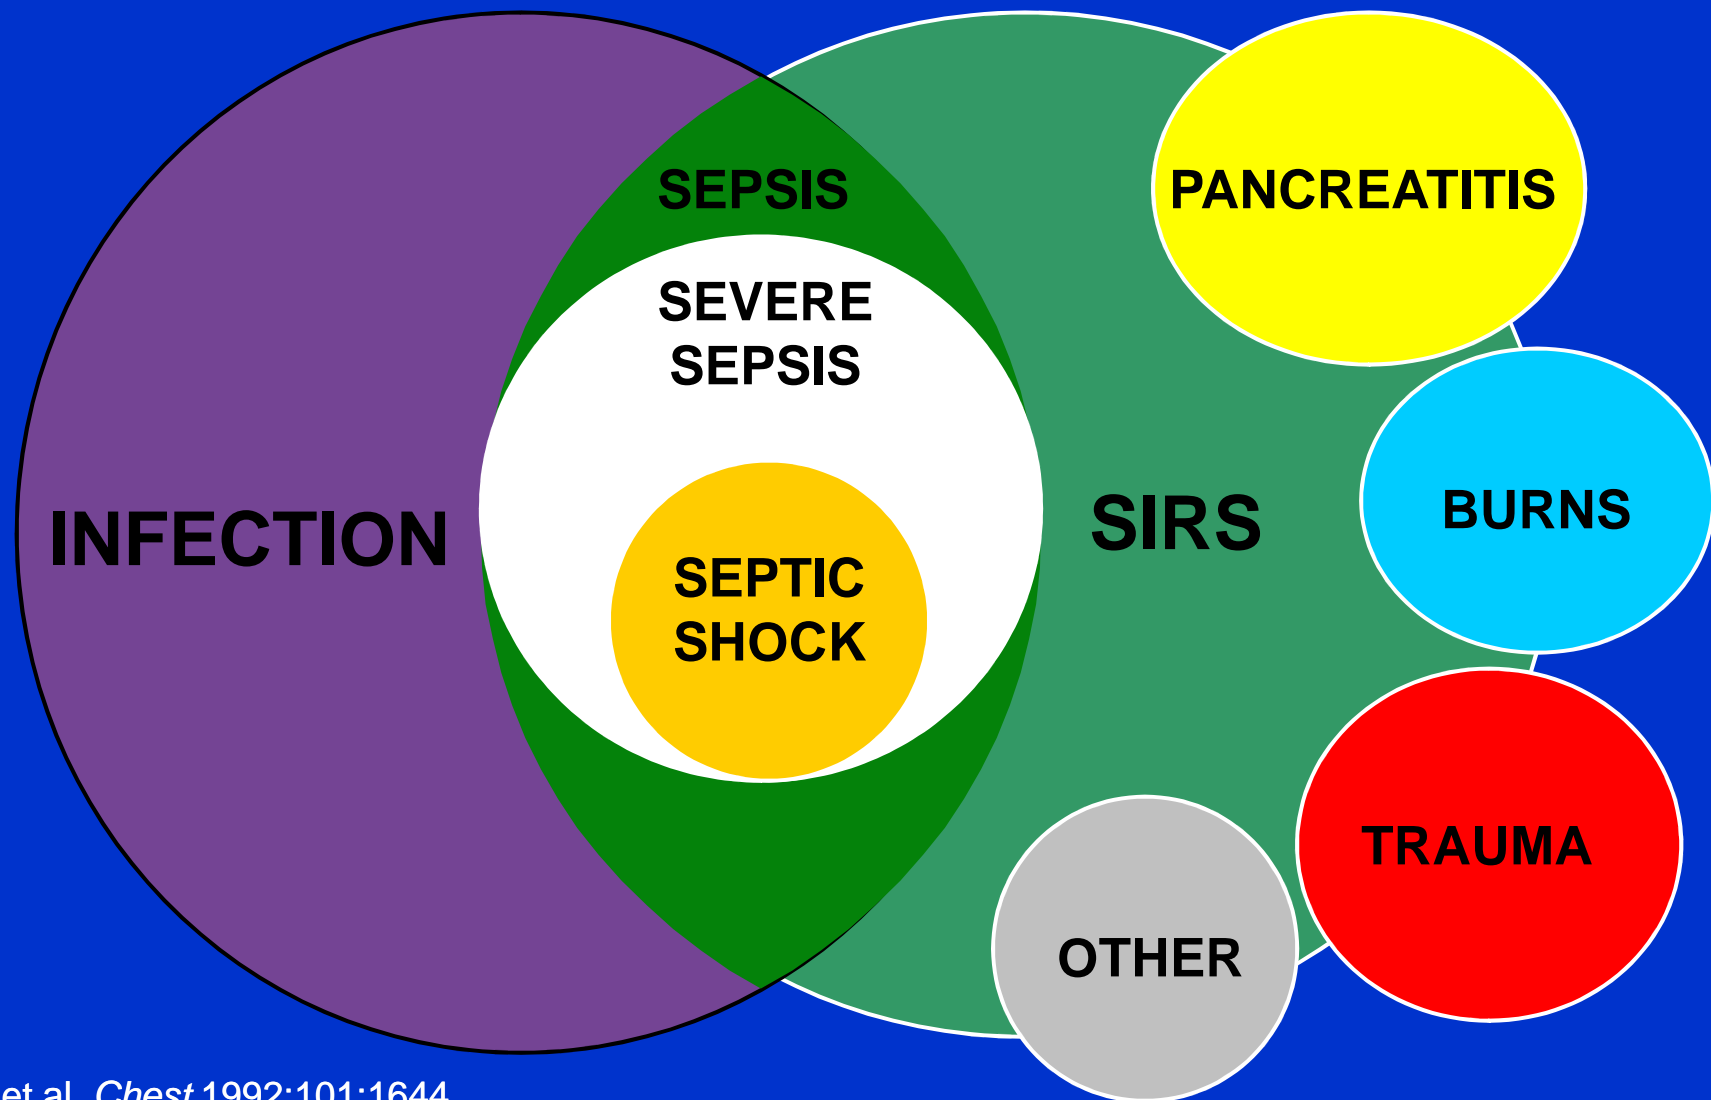 SEPSIS
PANCREATITIS
SEVERE
SEPSIS
INFECTION
SIRS
BURNS
SEPTIC
SHOCK
TRAUMA
OTHER
et al. Chest 1992;101:1644